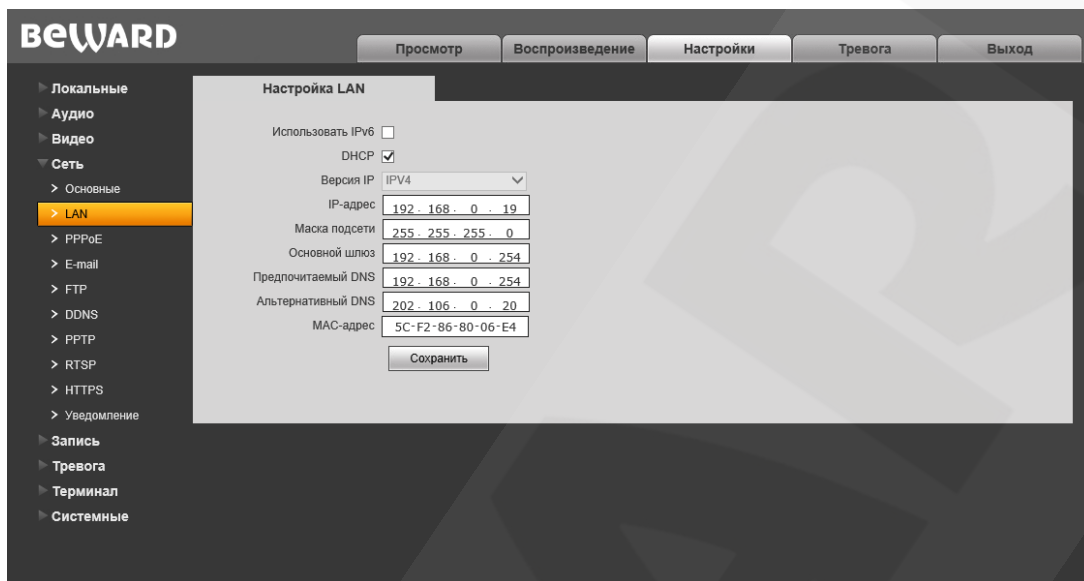 BEWARD
Просмотр Воспроизведение Настройки Тревога Выход
Локальные
Аудио
Видео
Сеть
Основные
LAN
PPPoE
E-mail
FTP
DDNS
PPTP
RTSP
HTTPS
Уведомление
Запись
Тревога
Терминал
Системные
Настройка LAN
Использовать IPv6
DHCP
Версия IP IPV4
IP-адрес 192 . 168 . 0 . 19
Маска подсети 255 . 255 . 255 . 0
Основной шлюз 192 . 168 . 0 . 254
Предпочитаемый DNS 192 . 168 . 0 . 254
Альтернативный DNS 202 . 106 . 0 . 20
MAC-адрес 5C-F2-86-80-06-E4
Сохранить